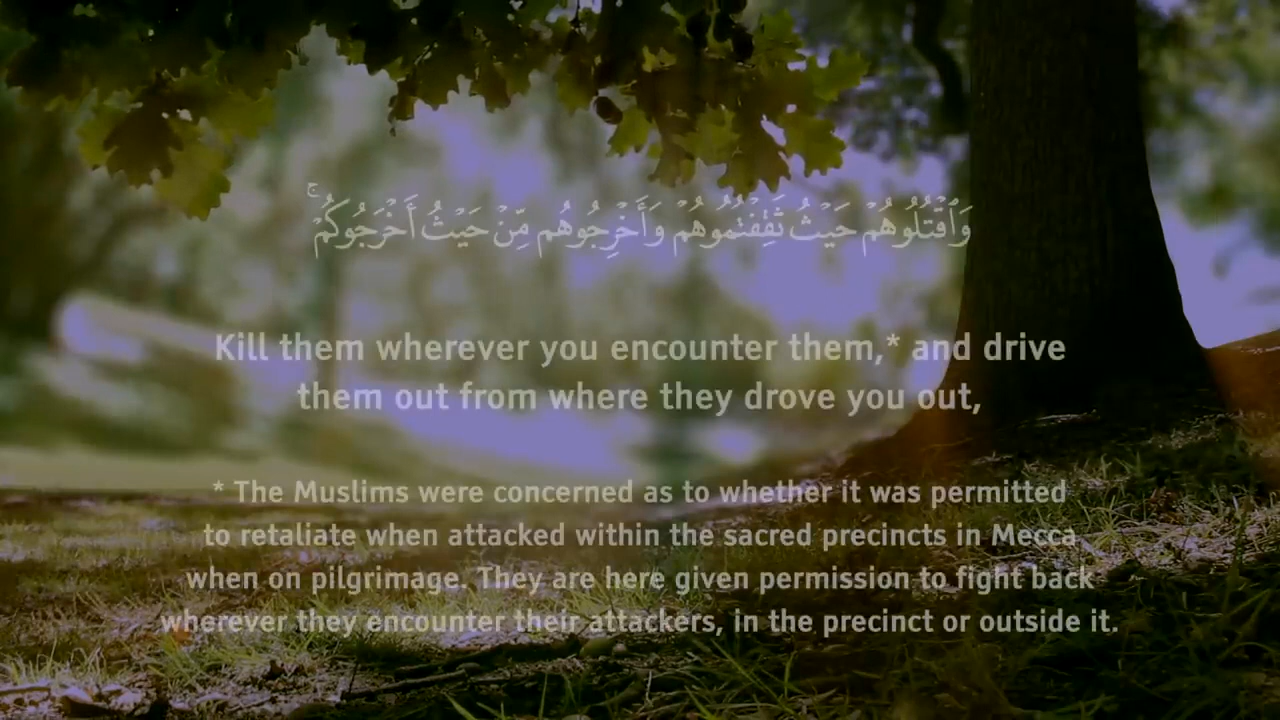 وَٱقْتُلُوهُمْ حَيْثُ ثَقِفْتُمُوهُمْ وَأَخْرِجُوهُم مِّنْ حَيْثُ أَخْرَجُوكُمْ ۚ
Kill them wherever you encounter them,* and drive
them out from where they drove you out,
* The Muslims were concerned as to whether it was permitted
to retaliate when attacked within the sacred precincts in Mecca
when on pilgrimage. They are here given permission to fight back
wherever they encounter their attackers, in the precinct or outside it.